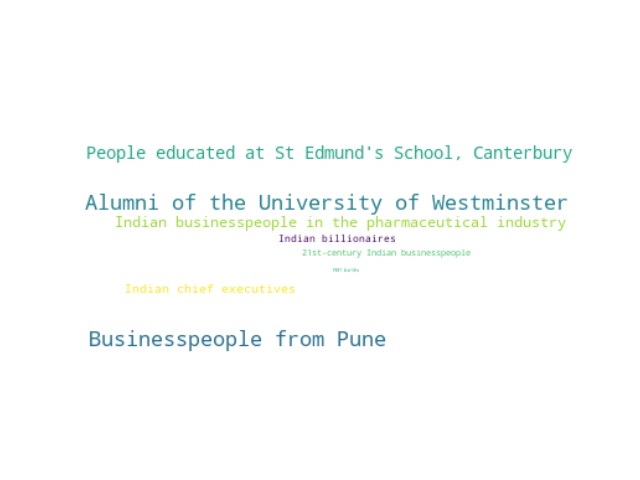 People educated at St Edmund's School, Canterbury
Alumni of the University of Westminster
Indian businesspeople in the pharmaceutical industry
Indian billionaires
21st-century Indian businesspeople
births
Indian chief executives
Businesspeople from Pune